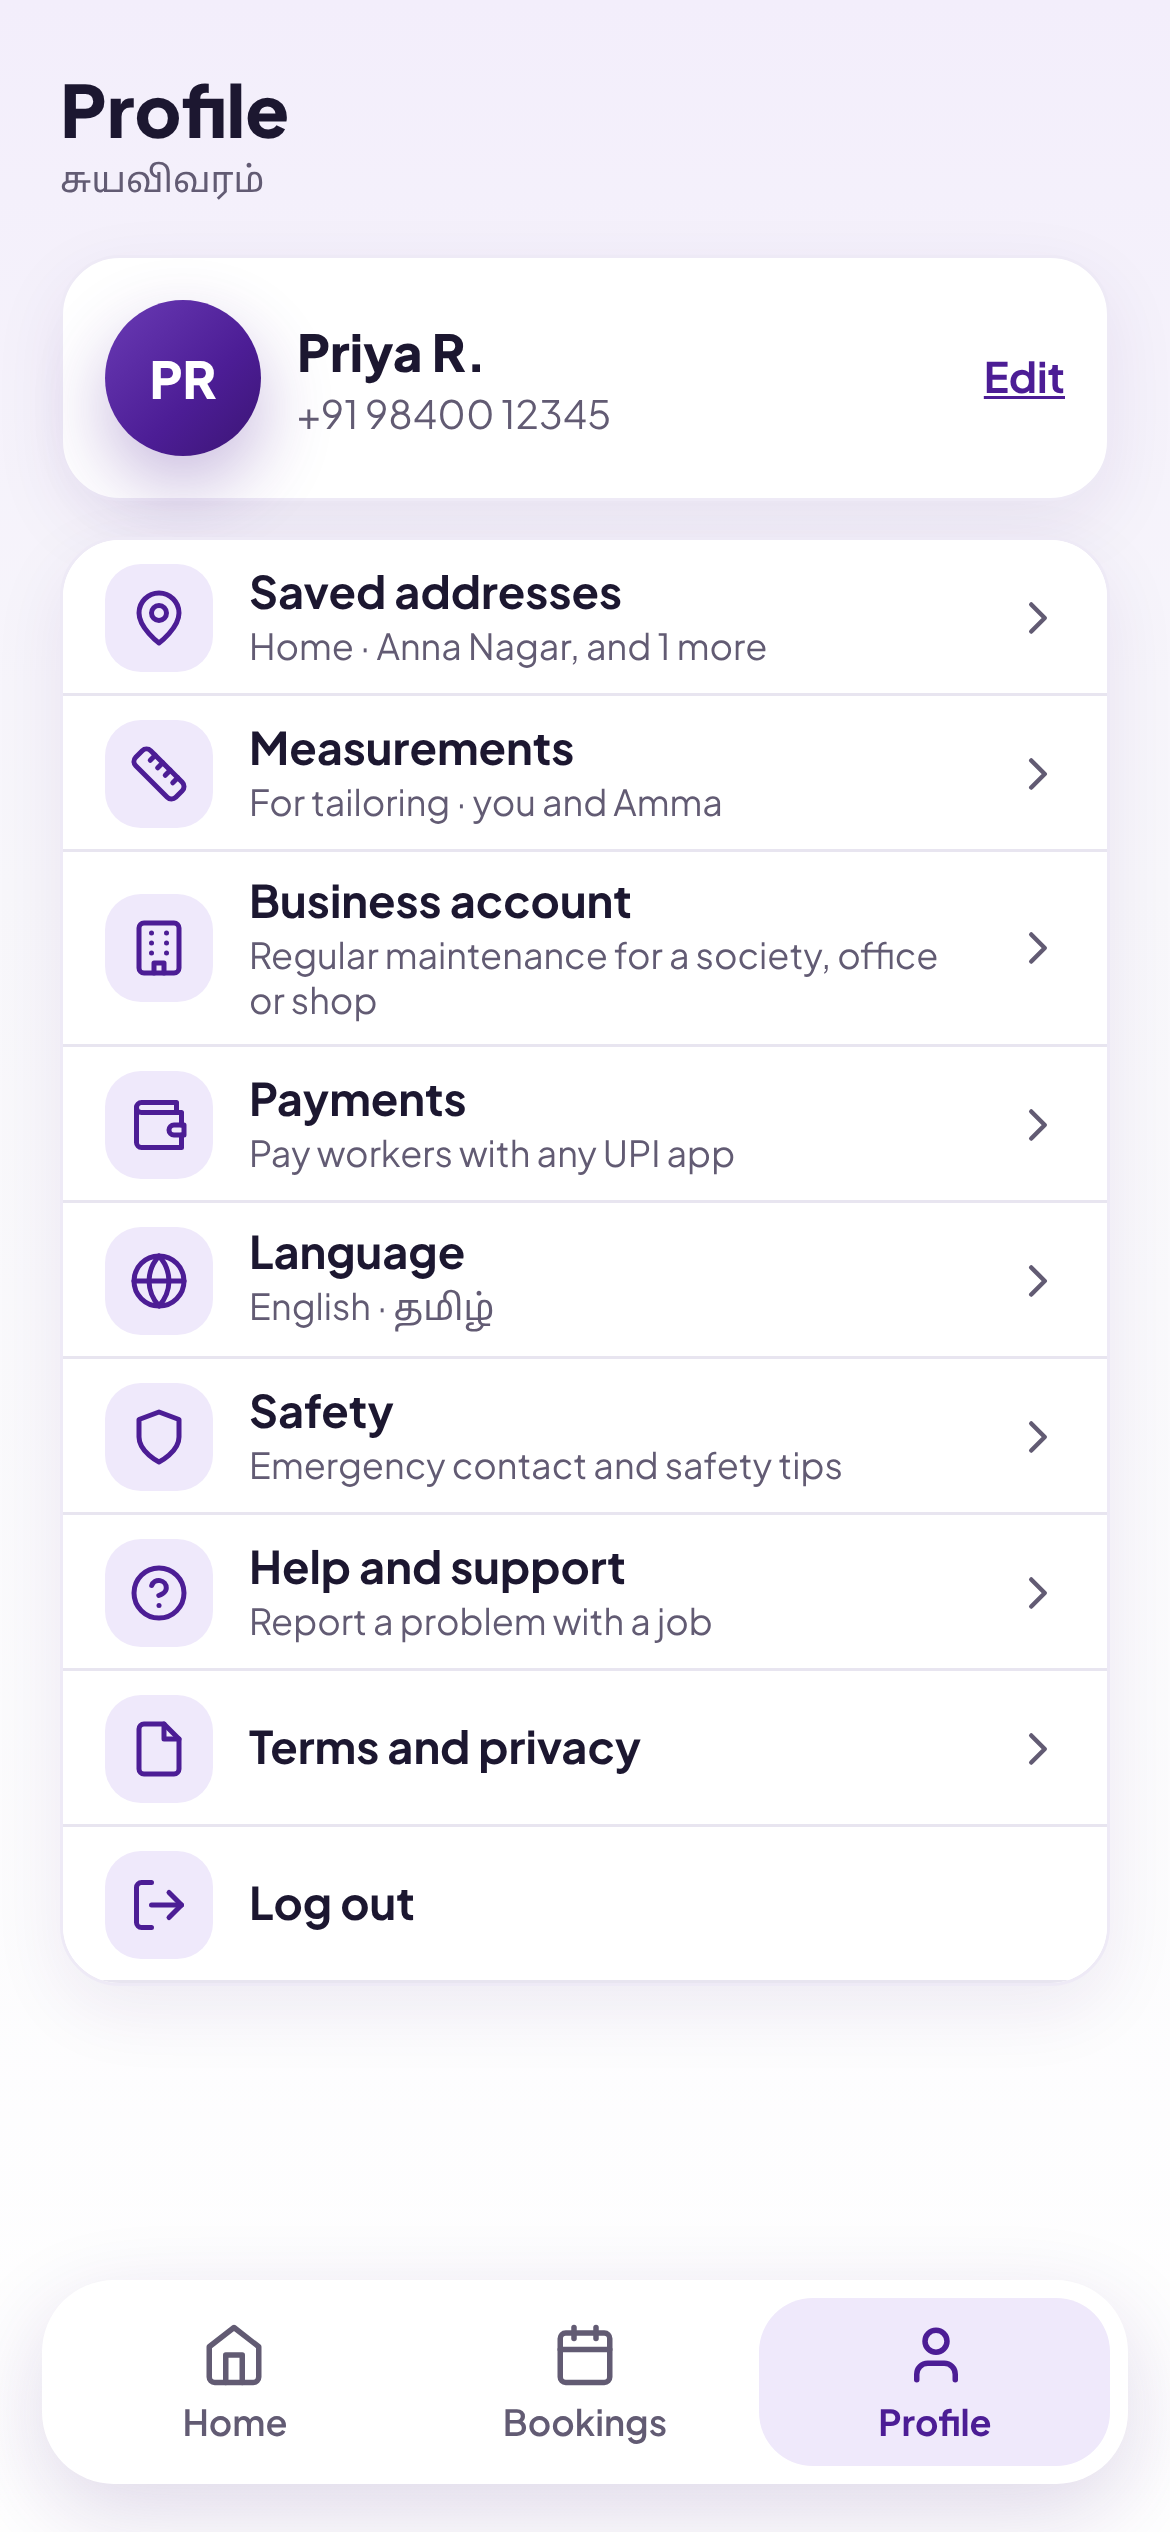 Profile
சுயவிவரம்
PR
Priya R.
+91 98400 12345
Edit
Saved addresses
Home · Anna Nagar, and 1 more
Measurements
For tailoring · you and Amma
Business account
Regular maintenance for a society, office
or shop
Payments
Pay workers with any UPI app
Language
English · தமிழ்
Safety
Emergency contact and safety tips
Help and support
Report a problem with a job
Terms and privacy
Log out
Home
Bookings
Profile